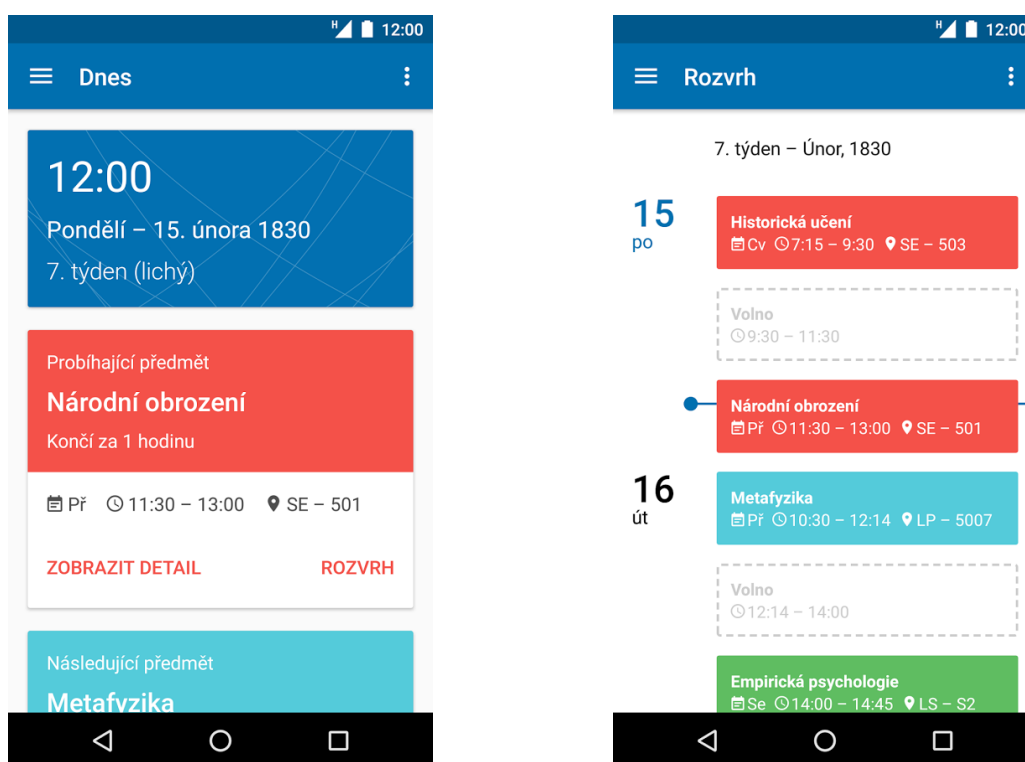 H 12:00
Dnes
12:00
Pondělí – 15. února 1830
7. týden (lichý)
Probíhající předmět
Národní obrození
Končí za 1 hodinu
Př 11:30 – 13:00 SE – 501
ZOBRAZIT DETAIL ROZVRH
Následující předmět
Metafyzika
H 12:00
Rozvrh
7. týden – Únor, 1830
15
po
Historická učení
Cv 7:15 – 9:30 SE – 503
Volno
9:30 – 11:30
Národní obrození
Př 11:30 – 13:00 SE – 501
16
út
Metafyzika
Př 10:30 – 12:14 LP – 5007
Volno
12:14 – 14:00
Empirická psychologie
Se 14:00 – 14:45 LS – S2